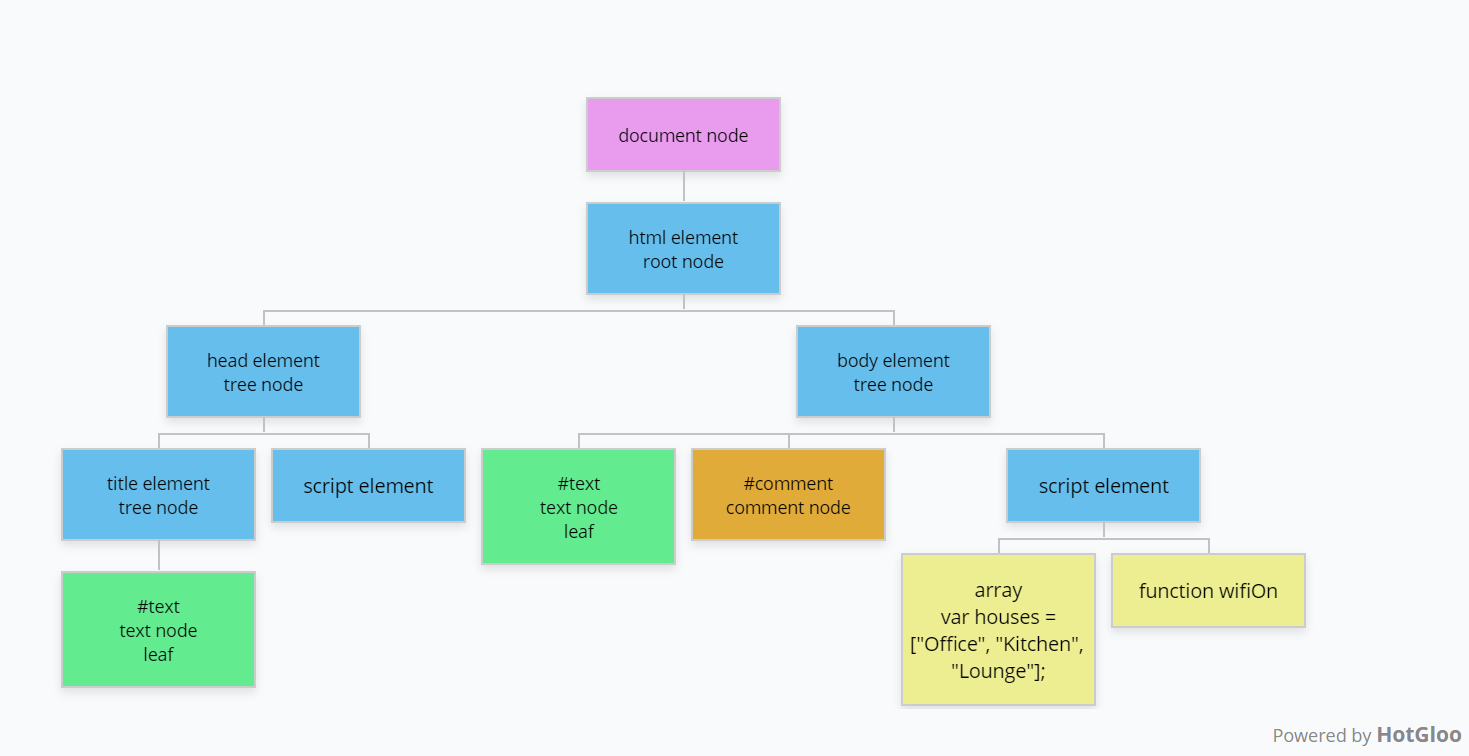 document node
html element
root node
head element
tree node
body element
tree node
title element
tree node
script element
#text
text node
leaf
#comment
comment node
script element
#text
text node
leaf
array
var houses =
["Office", "Kitchen",
"Lounge"];
function wifiOn
Powered by HotGloo